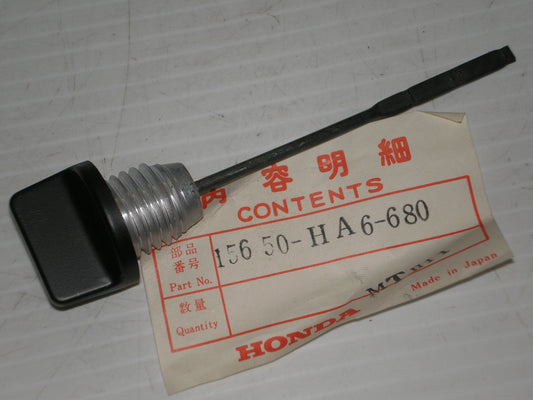 内容明細
CONTENTS
部品番号 Part No. 15650-HA6-680
数量 Quantity
Made in Japan
HONDA